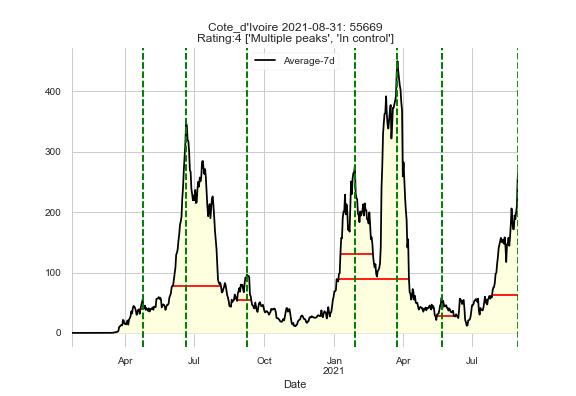 Cote_d'Ivoire 2021-08-31: 55669
Rating:4 ['Multiple peaks', 'In control']
Average-7d
400
300
200
100
0
Apr
Jul
Oct
Jan
2021
Apr
Jul
Date